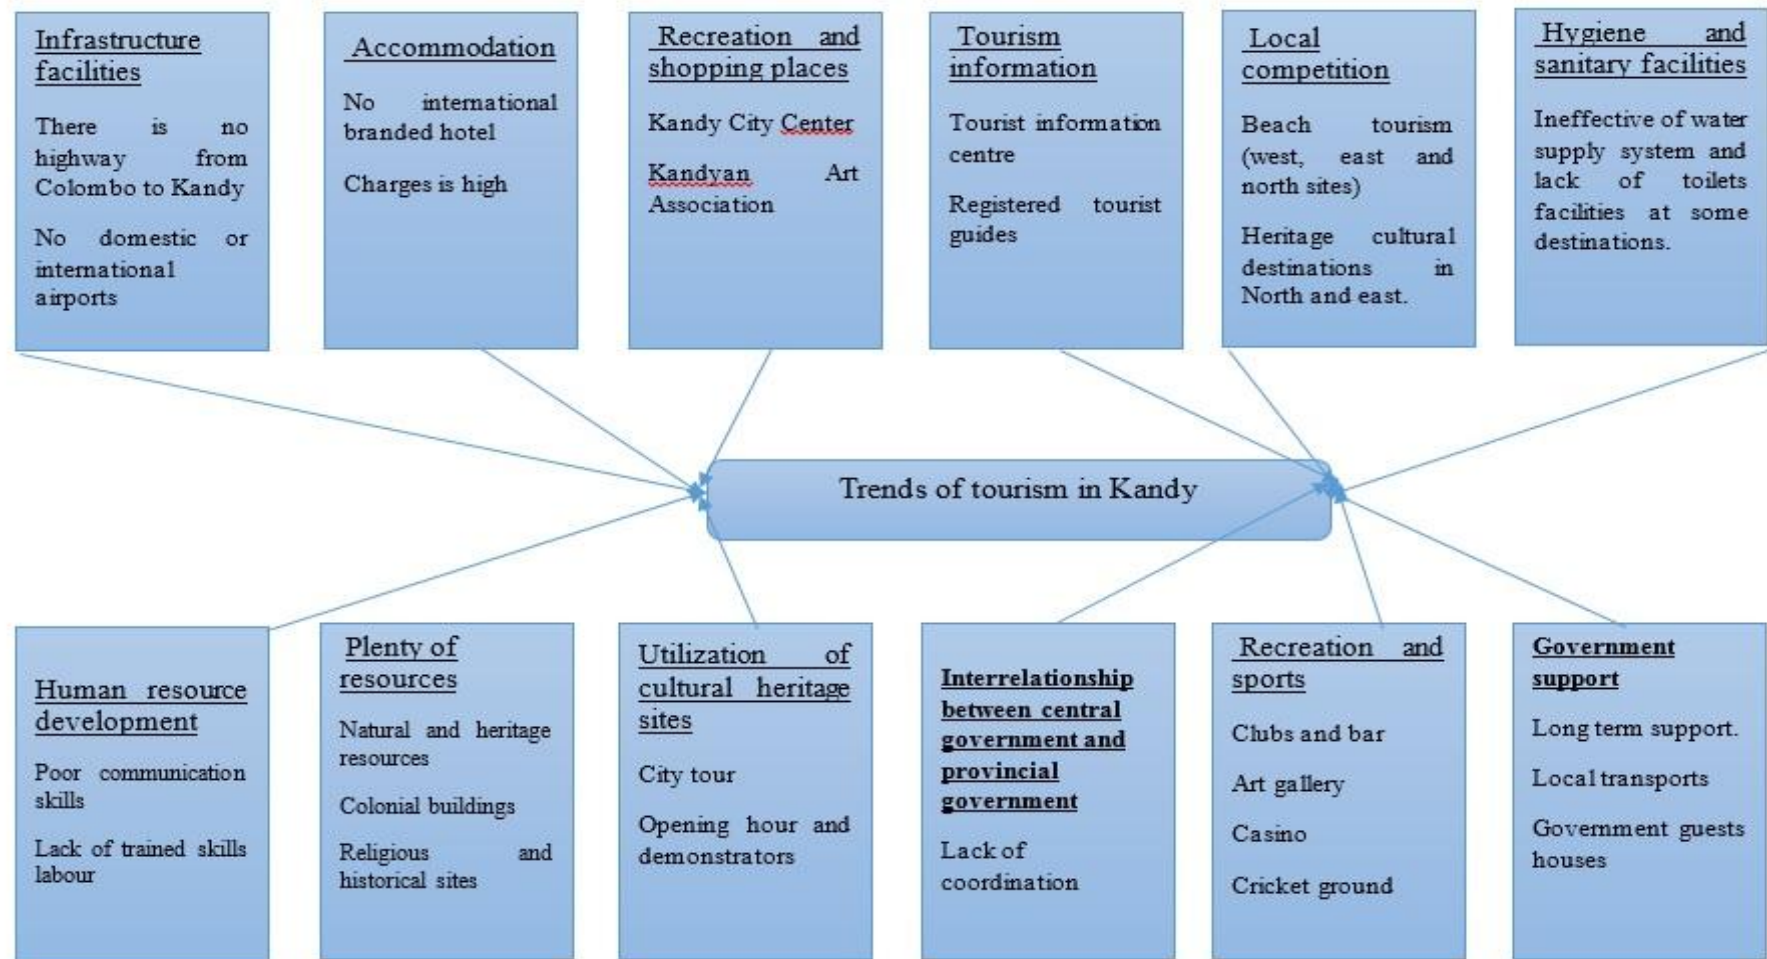 Infrastructure
facilities
There is no
highway from
Colombo to Kandy
No domestic or
international
airports
Accommodation
No international
branded hotel
Charges is high
Recreation and
shopping places
Kandy City Center
Kandyan Art
Association
Tourism
information
Tourist information
centre
Registered tourist
guides
Local
competition
Beach tourism
(west, east and
north sites)
Heritage cultural
destinations in
North and east.
Hygiene and
sanitary facilities
Ineffective of water
supply system and
lack of toilets
facilities at some
destinations.
Trends of tourism in Kandy
Human resource
development
Poor communication
skills
Lack of trained skills
labour
Plenty of
resources
Natural and heritage
resources
Colonial buildings
Religious and
historical sites
Utilization of
cultural heritage
sites
City tour
Opening hour and
demonstrators
Interrelationship
between central
government and
provincial
government
Lack of
coordination
Recreation and
sports
Clubs and bar
Art gallery
Casino
Cricket ground
Government
support
Long term support.
Local transports
Government guests
houses